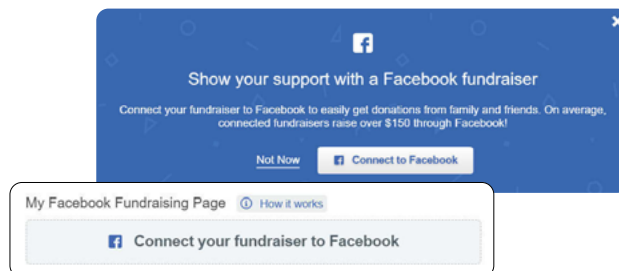 Show your support with a Facebook fundraiser
Connect your fundraiser to Facebook to easily get donations from family and friends. On average,
connected fundraisers raise over $150 through Facebook!
Not Now
Connect to Facebook
My Facebook Fundraising Page How it works
Connect your fundraiser to Facebook